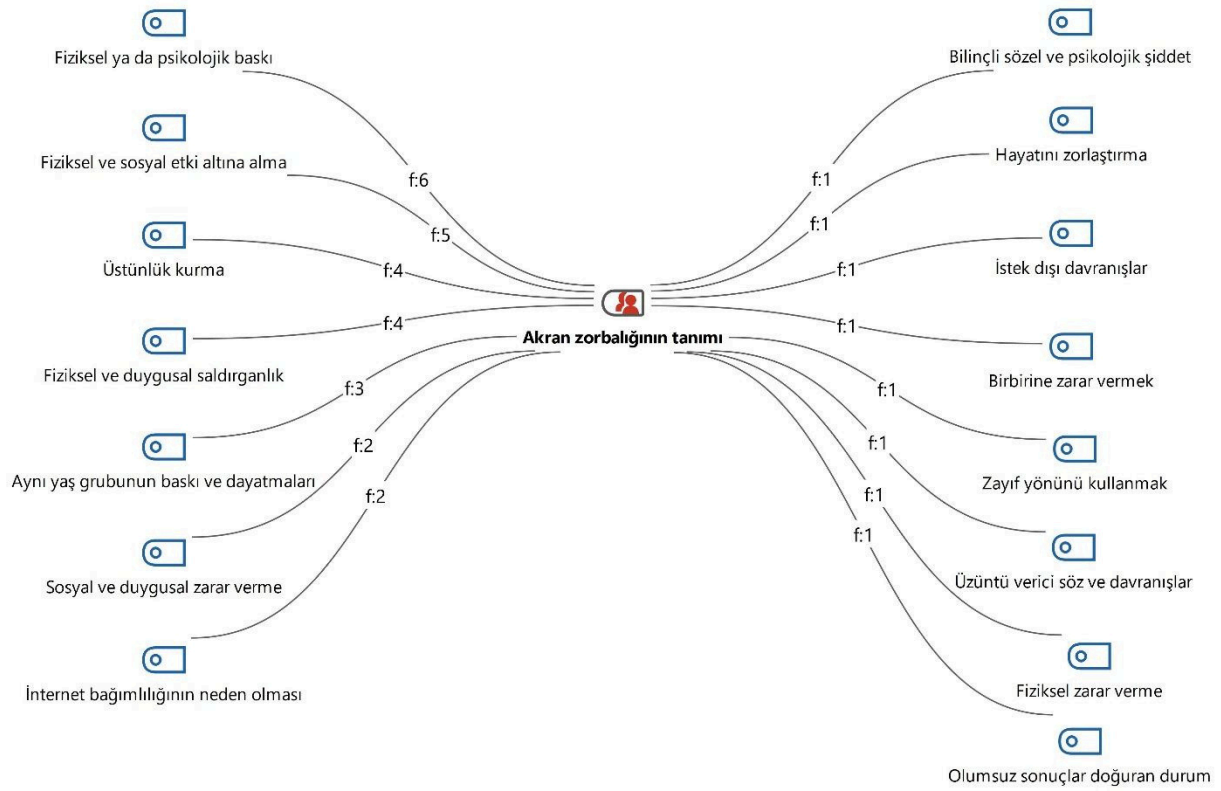 Fiziksel ya da psikolojik baskı
Fiziksel ve sosyal etki altına alma
Üstünlük kurma
Fiziksel ve duygusal saldırganlık
Aynı yaş grubunun baskı ve dayatmaları
Sosyal ve duygusal zarar verme
İnternet bağımlılığının neden olması
f:6
f:5
f:4
f:4
f:3
f:2
f:2
Akran zorbalığının tanımı
f:1
f:1
f:1
f:1
f:1
f:1
f:1
f:1
Bilinçli sözel ve psikolojik şiddet
Hayatını zorlaştırma
İstek dışı davranışlar
Birbirine zarar vermek
Zayıf yönünü kullanmak
Üzüntü verici söz ve davranışlar
Fiziksel zarar verme
Olumsuz sonuçlar doğuran durum